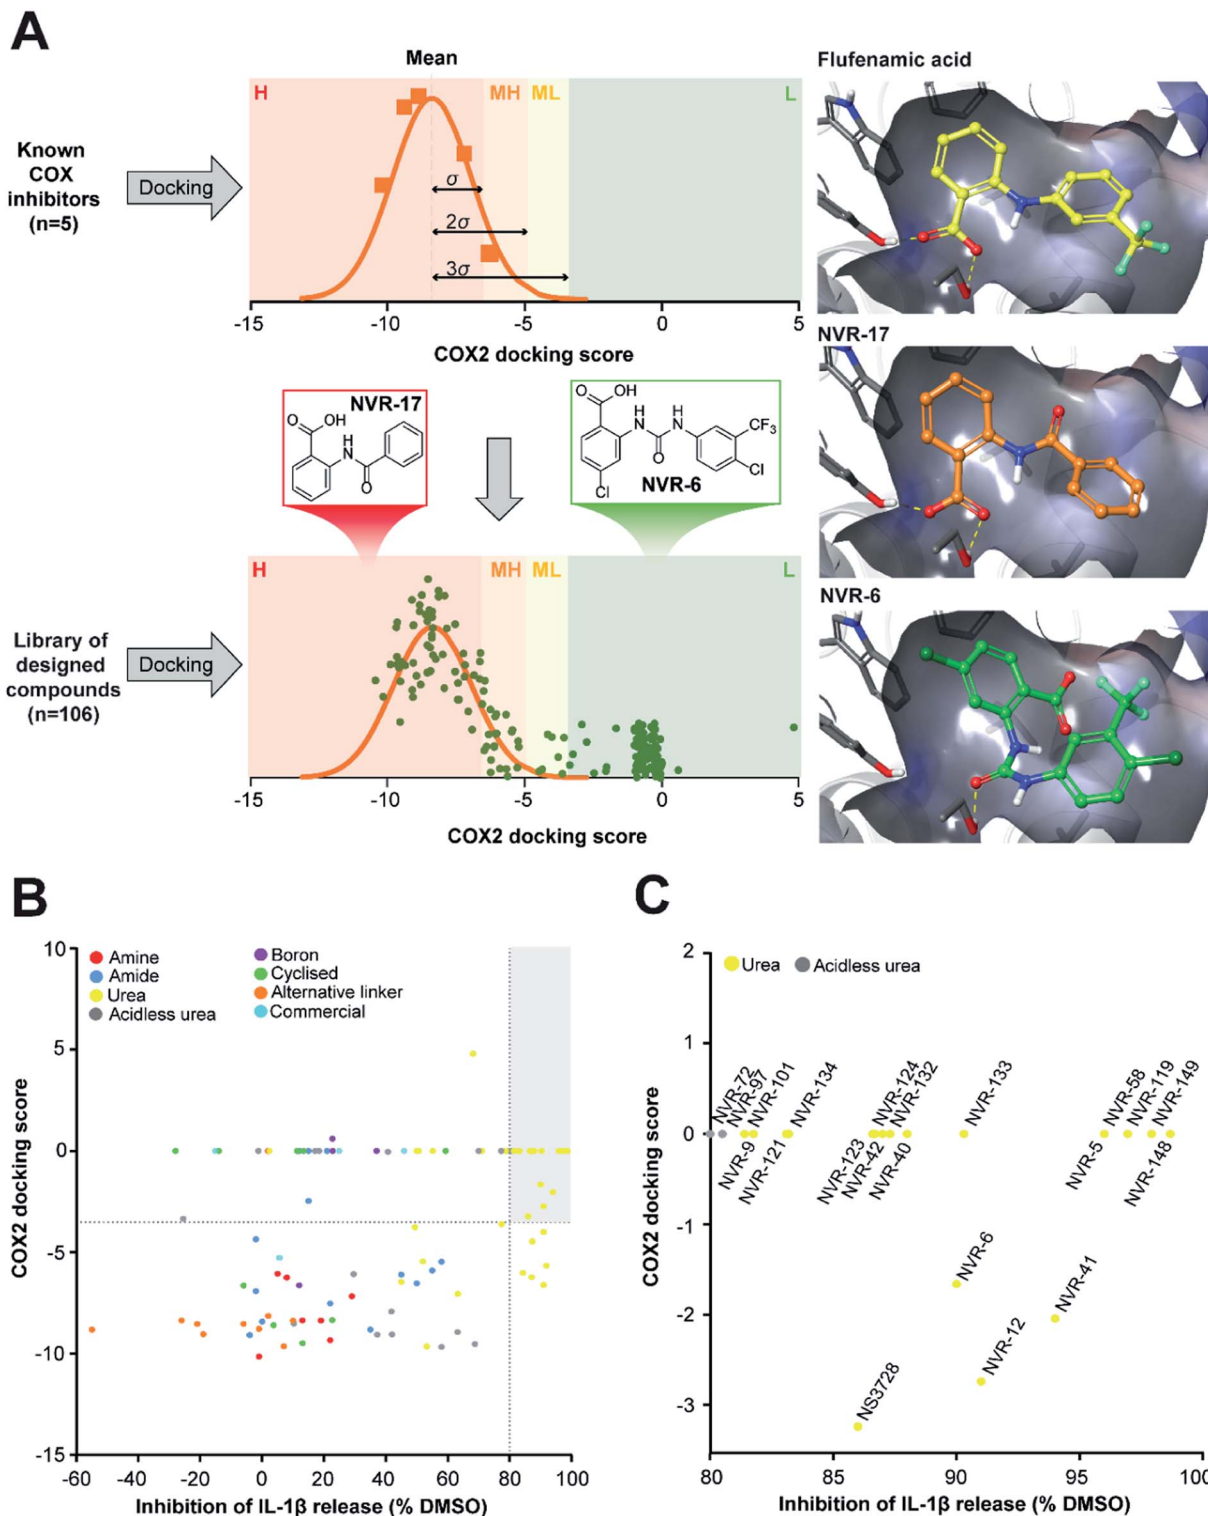 A
Mean
H
MH
ML
L
Known
COX
inhibitors
(n=5)
Docking
σ
2σ
3σ
-15
-10
-5
0
5
COX2 docking score
Flufenamic acid
NVR-17
O
OH
NVR-17
H
N
O
O
OH
H
N
H
N
CF3
O
Cl
Cl
NVR-6
NVR-6
H
MH
ML
L
Library of
designed
compounds
(n=106)
Docking
-15
-10
-5
0
5
COX2 docking score
B
Amine
Amide
Urea
Acidless urea
Boron
Cyclised
Alternative linker
Commercial
10
5
0
-5
-10
-15
COX2 docking score
-60
-40
-20
0
20
40
60
80
100
Inhibition of IL-1β release (% DMSO)
C
Urea
Acidless urea
2
1
0
-1
-2
-3
COX2 docking score
NVR-72
NVR-97
NVR-101
NVR-134
NVR-124
NVR-132
NVR-133
NVR-58
NVR-119
NVR-149
NVR-9
NVR-121
NVR-123
NVR-42
NVR-40
NVR-5
NVR-148
NVR-6
NVR-41
NVR-12
NS3728
80
85
90
95
100
Inhibition of IL-1β release (% DMSO)